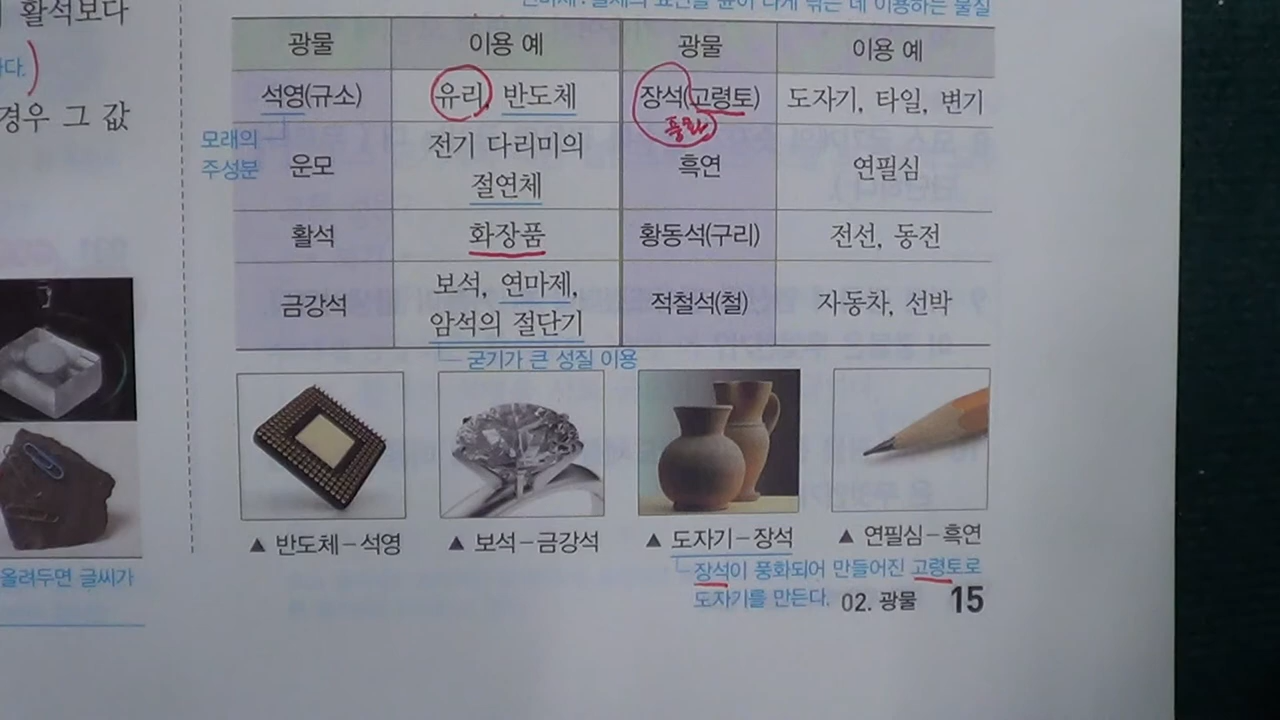 활석보다
다.)
경우 그 값
올려두면 글씨가
광물 이용 예 광물 이용 예
석영(규소) 유리, 반도체 장석(고령토) 도자기, 타일, 변기
풍화
모래의
주성분
운모 전기 다리미의
절연체 흑연 연필심
활석 화장품 황동석(구리) 전선, 동전
금강석 보석, 연마제,
암석의 절단기 적철석(철) 자동차, 선박
굳기가 큰 성질 이용
▲ 반도체-석영 ▲ 보석-금강석 ▲ 도자기-장석 ▲ 연필심-흑연
장석이 풍화되어 만들어진 고령토로
도자기를 만든다.
02. 광물 15